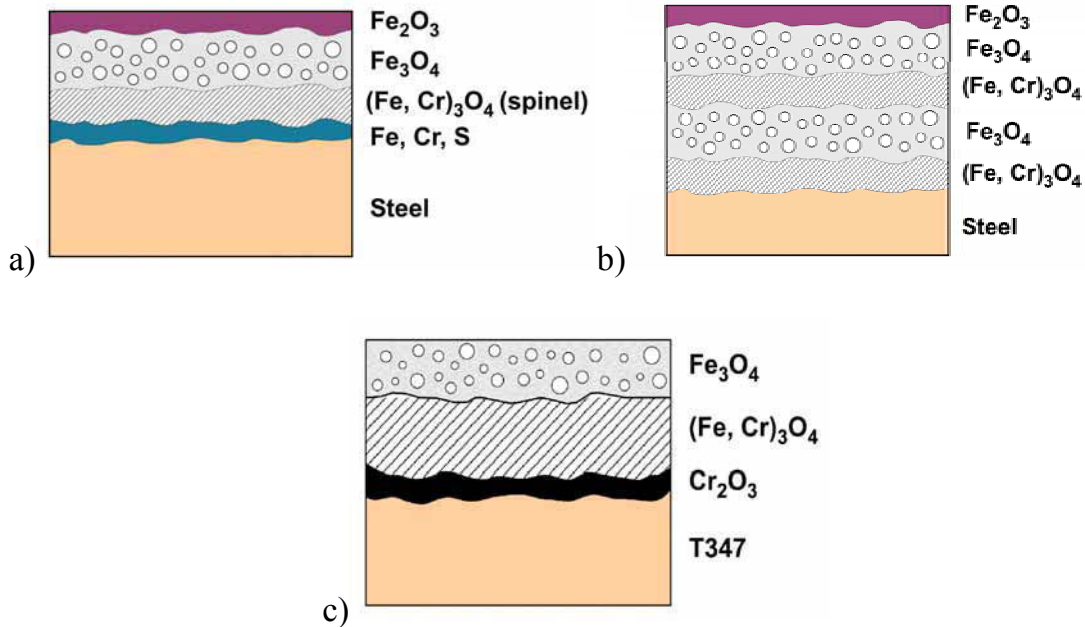 Fe₂O₃
Fe₃O₄
(Fe, Cr)₃O₄ (spinel)
Fe, Cr, S
Steel
a)
Fe₂O₃
Fe₃O₄
(Fe, Cr)₃O₄
Fe₃O₄
(Fe, Cr)₃O₄
Steel
b)
Fe₃O₄
(Fe, Cr)₃O₄
Cr₂O₃
T347
c)